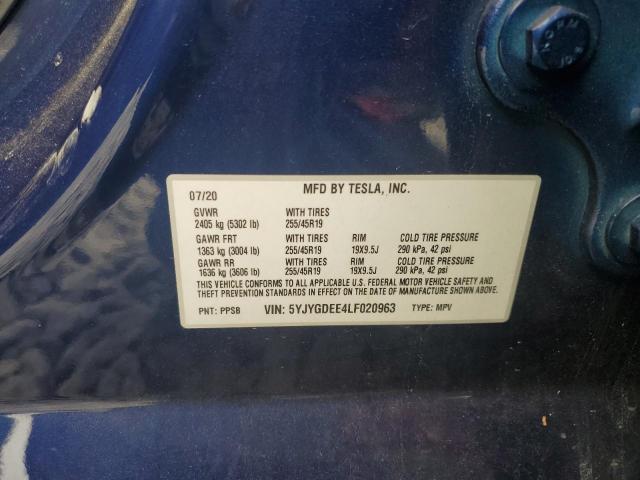 07/20 MFD BY TESLA, INC.
GVWR WITH TIRES
2405 kg (5302 lb) 255/45R19
GAWR FRT WITH TIRES RIM COLD TIRE PRESSURE
1363 kg (3004 lb) 255/45R19 19X9.5J 290 kPa, 42 psi
GAWR RR WITH TIRES RIM COLD TIRE PRESSURE
1636 kg (3606 lb) 255/45R19 19X9.5J 290 kPa, 42 psi
THIS VEHICLE CONFORMS TO ALL APPLICABLE U.S. FEDERAL MOTOR VEHICLE SAFETY AND
THEFT PREVENTION STANDARDS IN EFFECT ON THE DATE OF MANUFACTURE SHOWN ABOVE.
PNT: PPSB VIN: 5YJYGDEE4LF020963 TYPE: MPV